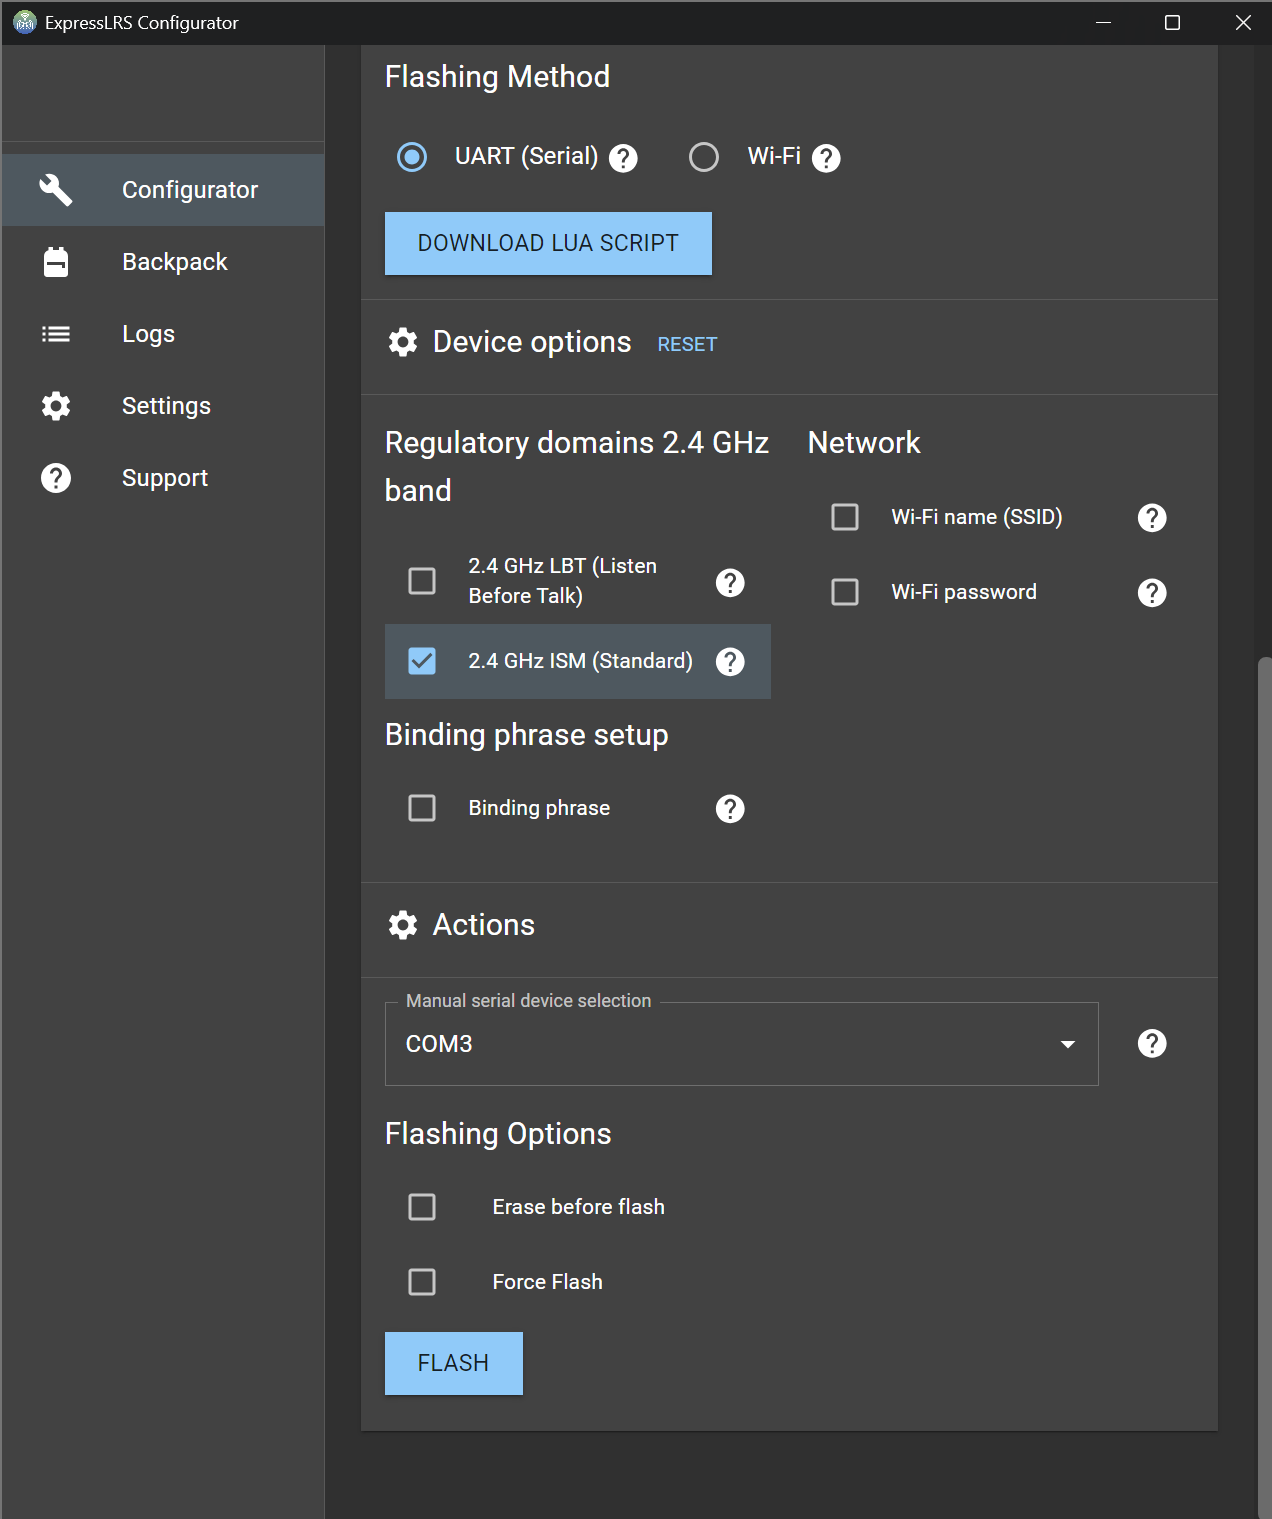 ExpressLRS Configurator
Configurator
Backpack
Logs
Settings
Support
Flashing Method
UART (Serial)
Wi-Fi
DOWNLOAD LUA SCRIPT
Device options RESET
Regulatory domains 2.4 GHz
band
2.4 GHz LBT (Listen
Before Talk)
2.4 GHz ISM (Standard)
Binding phrase setup
Binding phrase
Network
Wi-Fi name (SSID)
Wi-Fi password
Actions
Manual serial device selection
COM3
Flashing Options
Erase before flash
Force Flash
FLASH